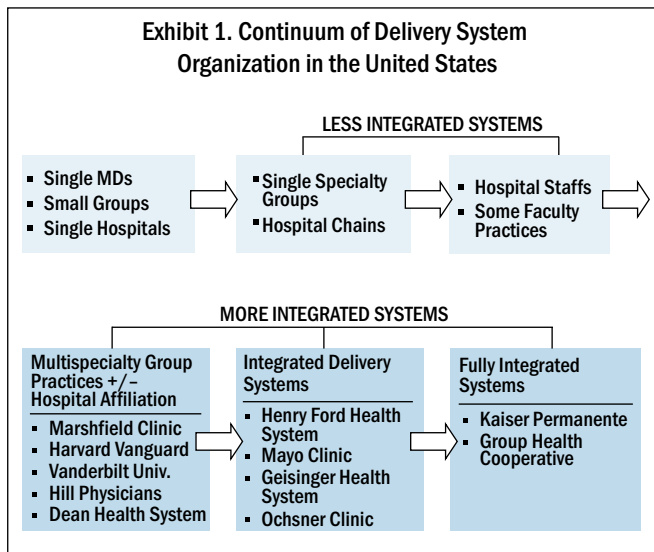 Exhibit 1. Continuum of Delivery System
Organization in the United States
LESS INTEGRATED SYSTEMS
▪ Single MDs
▪ Small Groups
▪ Single Hospitals
▪ Single Specialty
Groups
▪ Hospital Chains
▪ Hospital Staffs
▪ Some Faculty
Practices
MORE INTEGRATED SYSTEMS
Multispecialty Group
Practices +/–
Hospital Affiliation
▪ Marshfield Clinic
▪ Harvard Vanguard
▪ Vanderbilt Univ.
▪ Hill Physicians
▪ Dean Health System
Integrated Delivery
Systems
▪ Henry Ford Health
System
▪ Mayo Clinic
▪ Geisinger Health
System
▪ Ochsner Clinic
Fully Integrated
Systems
▪ Kaiser Permanente
▪ Group Health
Cooperative